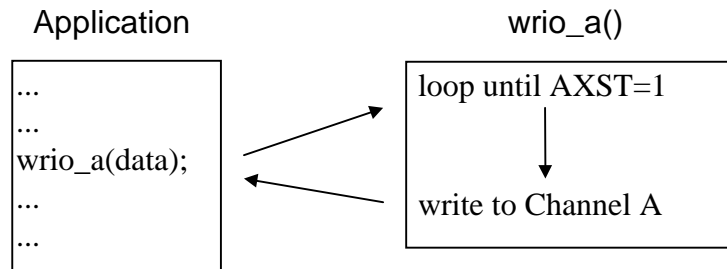 Application
...
...
wrio_a(data);
...
...
wrio_a()
loop until AXST=1
write to Channel A